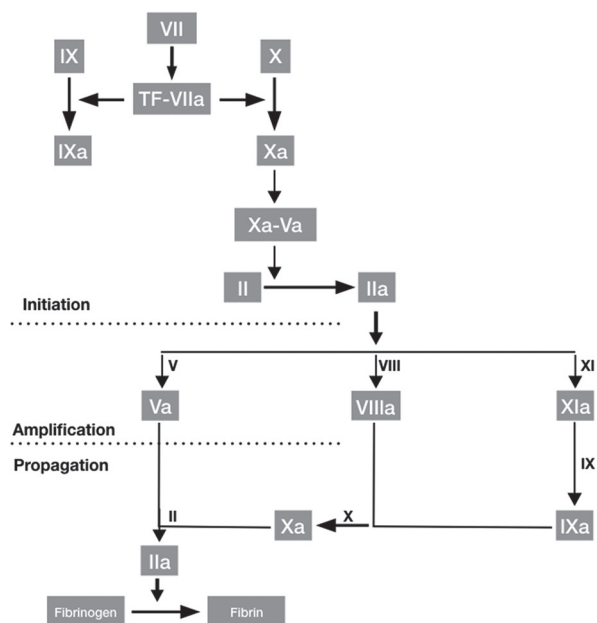 VII
IX
X
TF-VIIa
IXa
Xa
Xa-Va
II
IIa
Initiation
V
VIII
XI
Va
VIIIa
XIa
Amplification
Propagation
IX
II
Xa
X
IXa
IIa
Fibrinogen
Fibrin